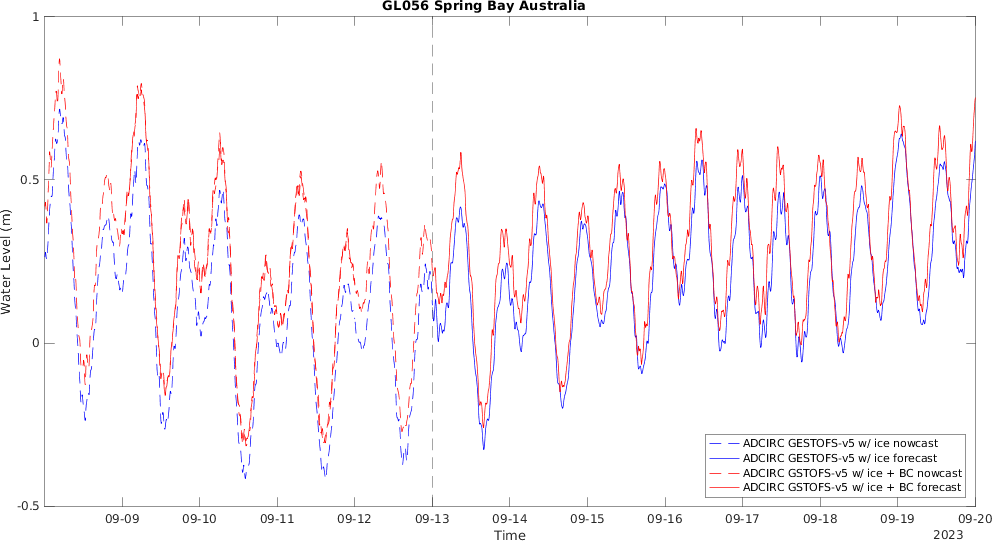 GL056 Spring Bay Australia
1
0.5
0
-0.5
Water Level (m)
09-09 09-10 09-11 09-12 09-13 09-14 09-15 09-16 09-17 09-18 09-19 09-20
Time
2023
ADCIRC GESTOFS-v5 w/ ice nowcast
ADCIRC GESTOFS-v5 w/ ice forecast
ADCIRC GSTOFS-v5 w/ ice + BC nowcast
ADCIRC GSTOFS-v5 w/ ice + BC forecast